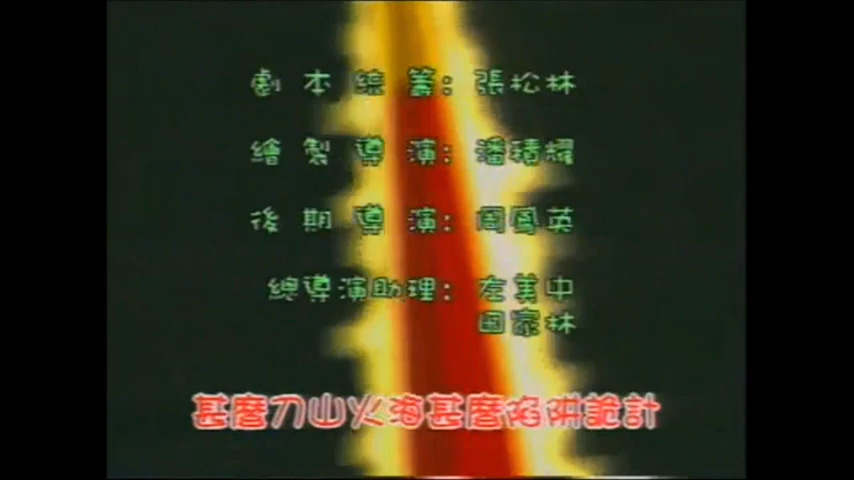 劇本統籌：張松林
繪製導演：潘積耀
後期導演：周鳳英
總導演助理：左美中
田家林
甚麼刀山火海甚麼陷阱詭計